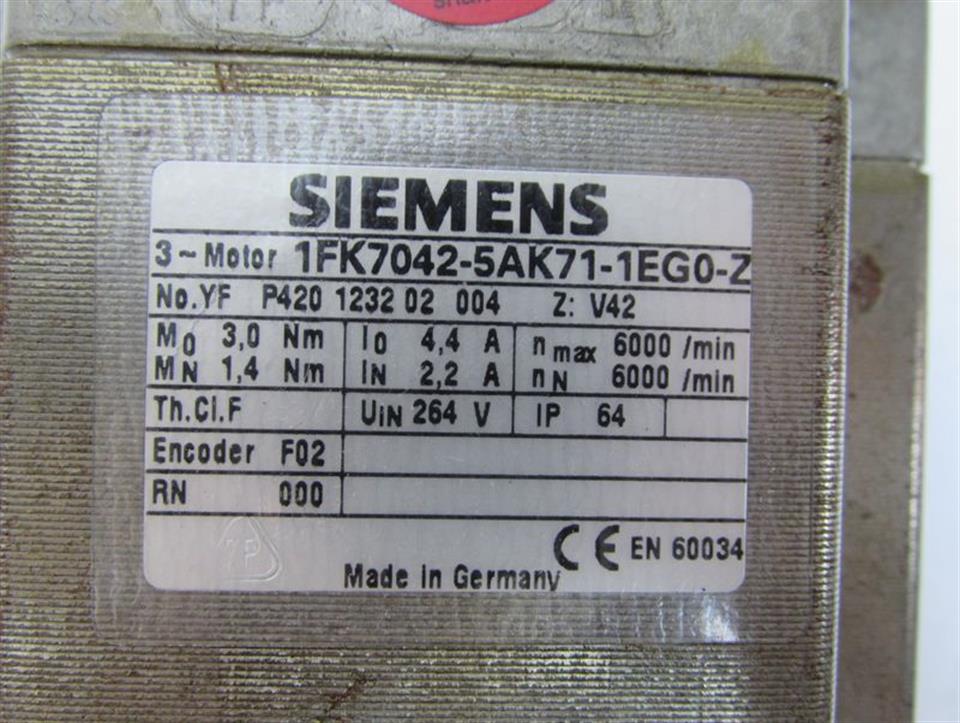 SIEMENS
3~Motor 1FK7042-5AK71-1EG0-Z
No.YF P420 1232 02 004 Z: V42
M0 3,0 Nm I0 4,4 A n max 6000 /min
MN 1,4 Nm IN 2,2 A nN 6000 /min
Th.Cl.F UIN 264 V IP 64
Encoder F02
RN 000
7P
CE EN 60034
Made in Germany